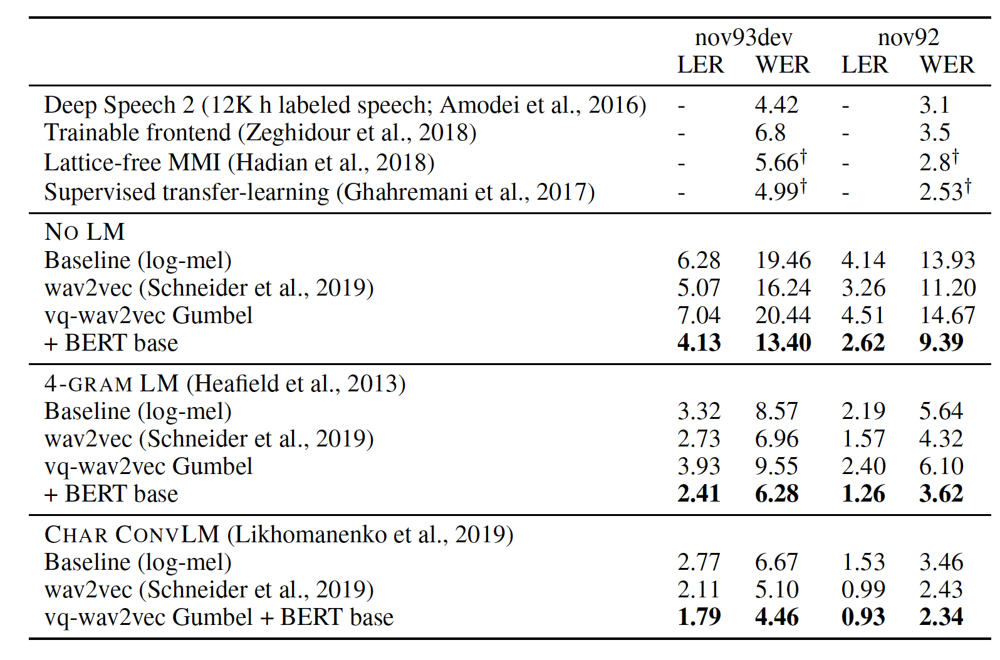 nov93dev nov92
LER WER LER WER
Deep Speech 2 (12K h labeled speech; Amodei et al., 2016) - 4.42 - 3.1
Trainable frontend (Zeghidour et al., 2018) - 6.8 - 3.5
Lattice-free MMI (Hadian et al., 2018) - 5.66† - 2.8†
Supervised transfer-learning (Ghahremani et al., 2017) - 4.99† - 2.53†
NO LM
Baseline (log-mel) 6.28 19.46 4.14 13.93
wav2vec (Schneider et al., 2019) 5.07 16.24 3.26 11.20
vq-wav2vec Gumbel 7.04 20.44 4.51 14.67
+ BERT base 4.13 13.40 2.62 9.39
4-GRAM LM (Heafield et al., 2013)
Baseline (log-mel) 3.32 8.57 2.19 5.64
wav2vec (Schneider et al., 2019) 2.73 6.96 1.57 4.32
vq-wav2vec Gumbel 3.93 9.55 2.40 6.10
+ BERT base 2.41 6.28 1.26 3.62
CHAR CONVLM (Likhomanenko et al., 2019)
Baseline (log-mel) 2.77 6.67 1.53 3.46
wav2vec (Schneider et al., 2019) 2.11 5.10 0.99 2.43
vq-wav2vec Gumbel + BERT base 1.79 4.46 0.93 2.34